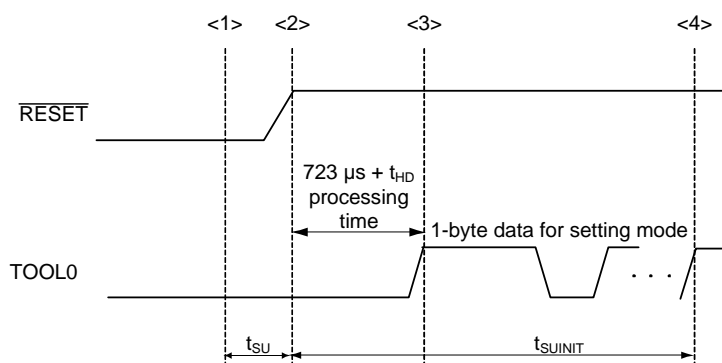 <1> <2> <3> <4>
RESET
723 µs + tHD
processing
time
1-byte data for setting mode
TOOL0
. . .
tSU tSUINIT